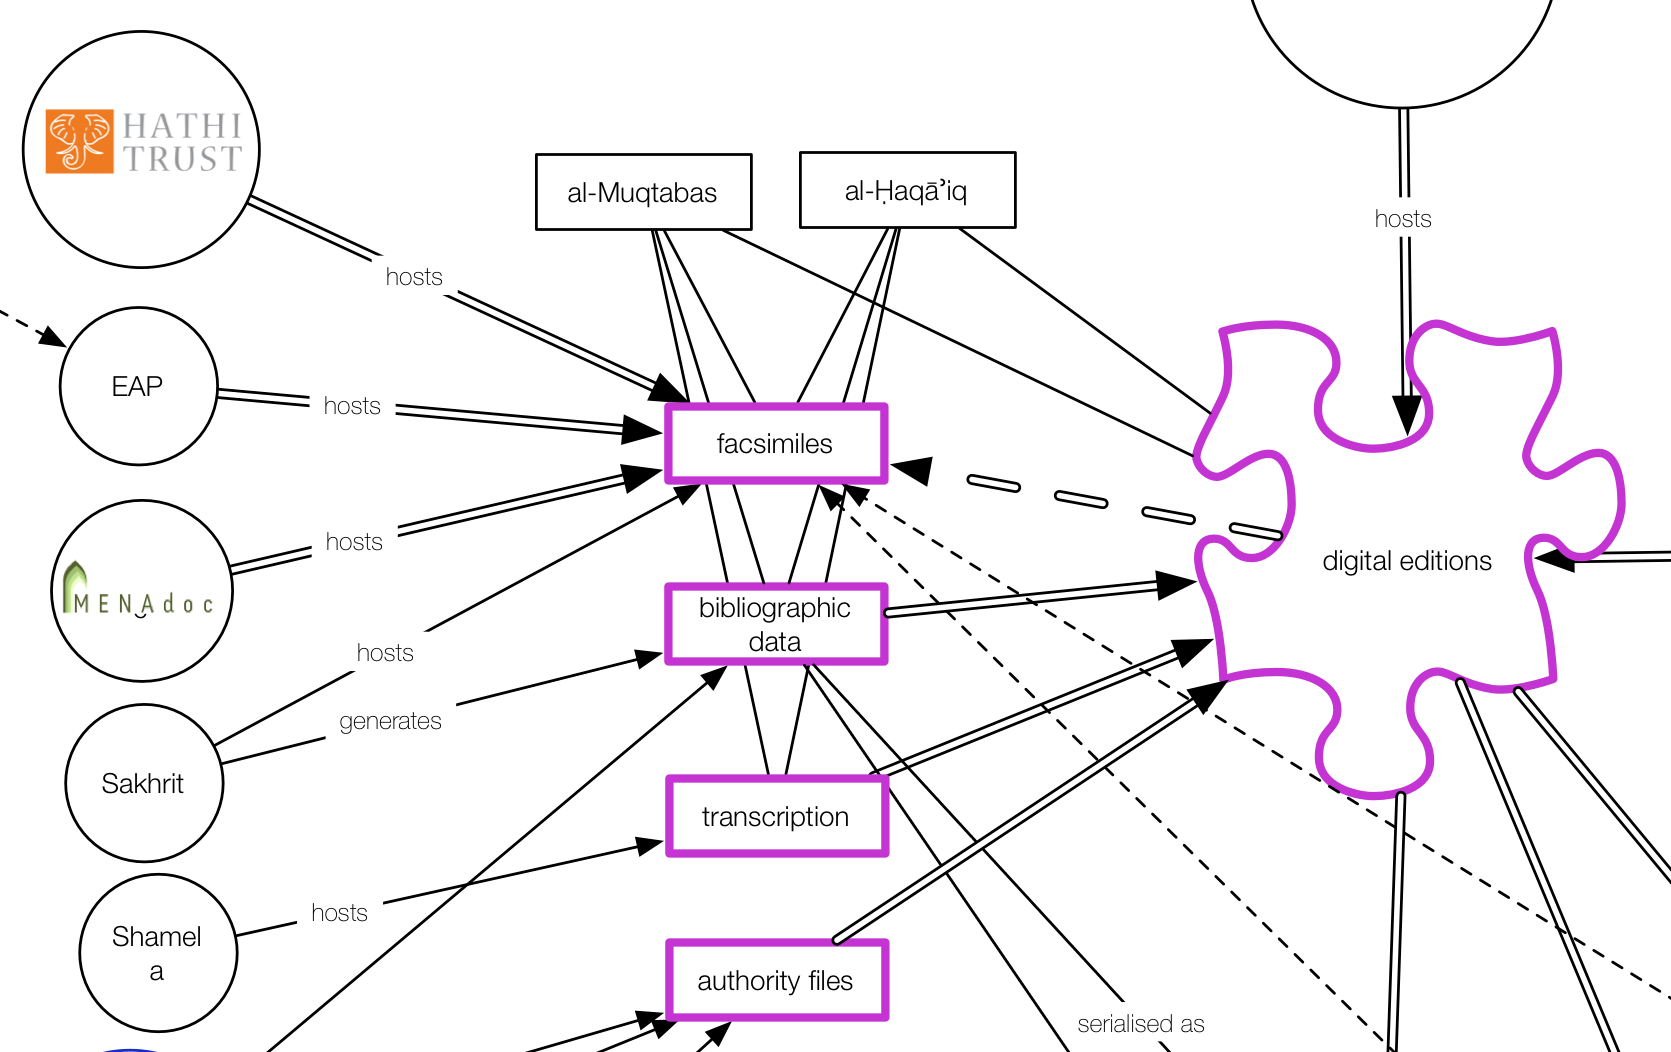 HATHI
TRUST
al-Muqtabas
al-Ḥaqāʾiq
hosts
hosts
EAP
hosts
facsimiles
hosts
MENAdoc
digital editions
bibliographic
data
hosts
generates
Sakhrit
transcription
hosts
Shamel
a
authority files
serialised as